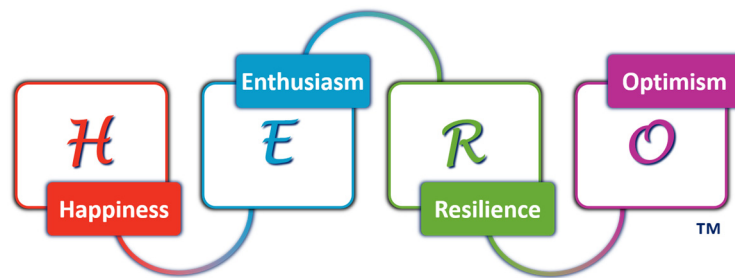 H
Happiness
Enthusiasm
E
R
Resilience
Optimism
O
TM